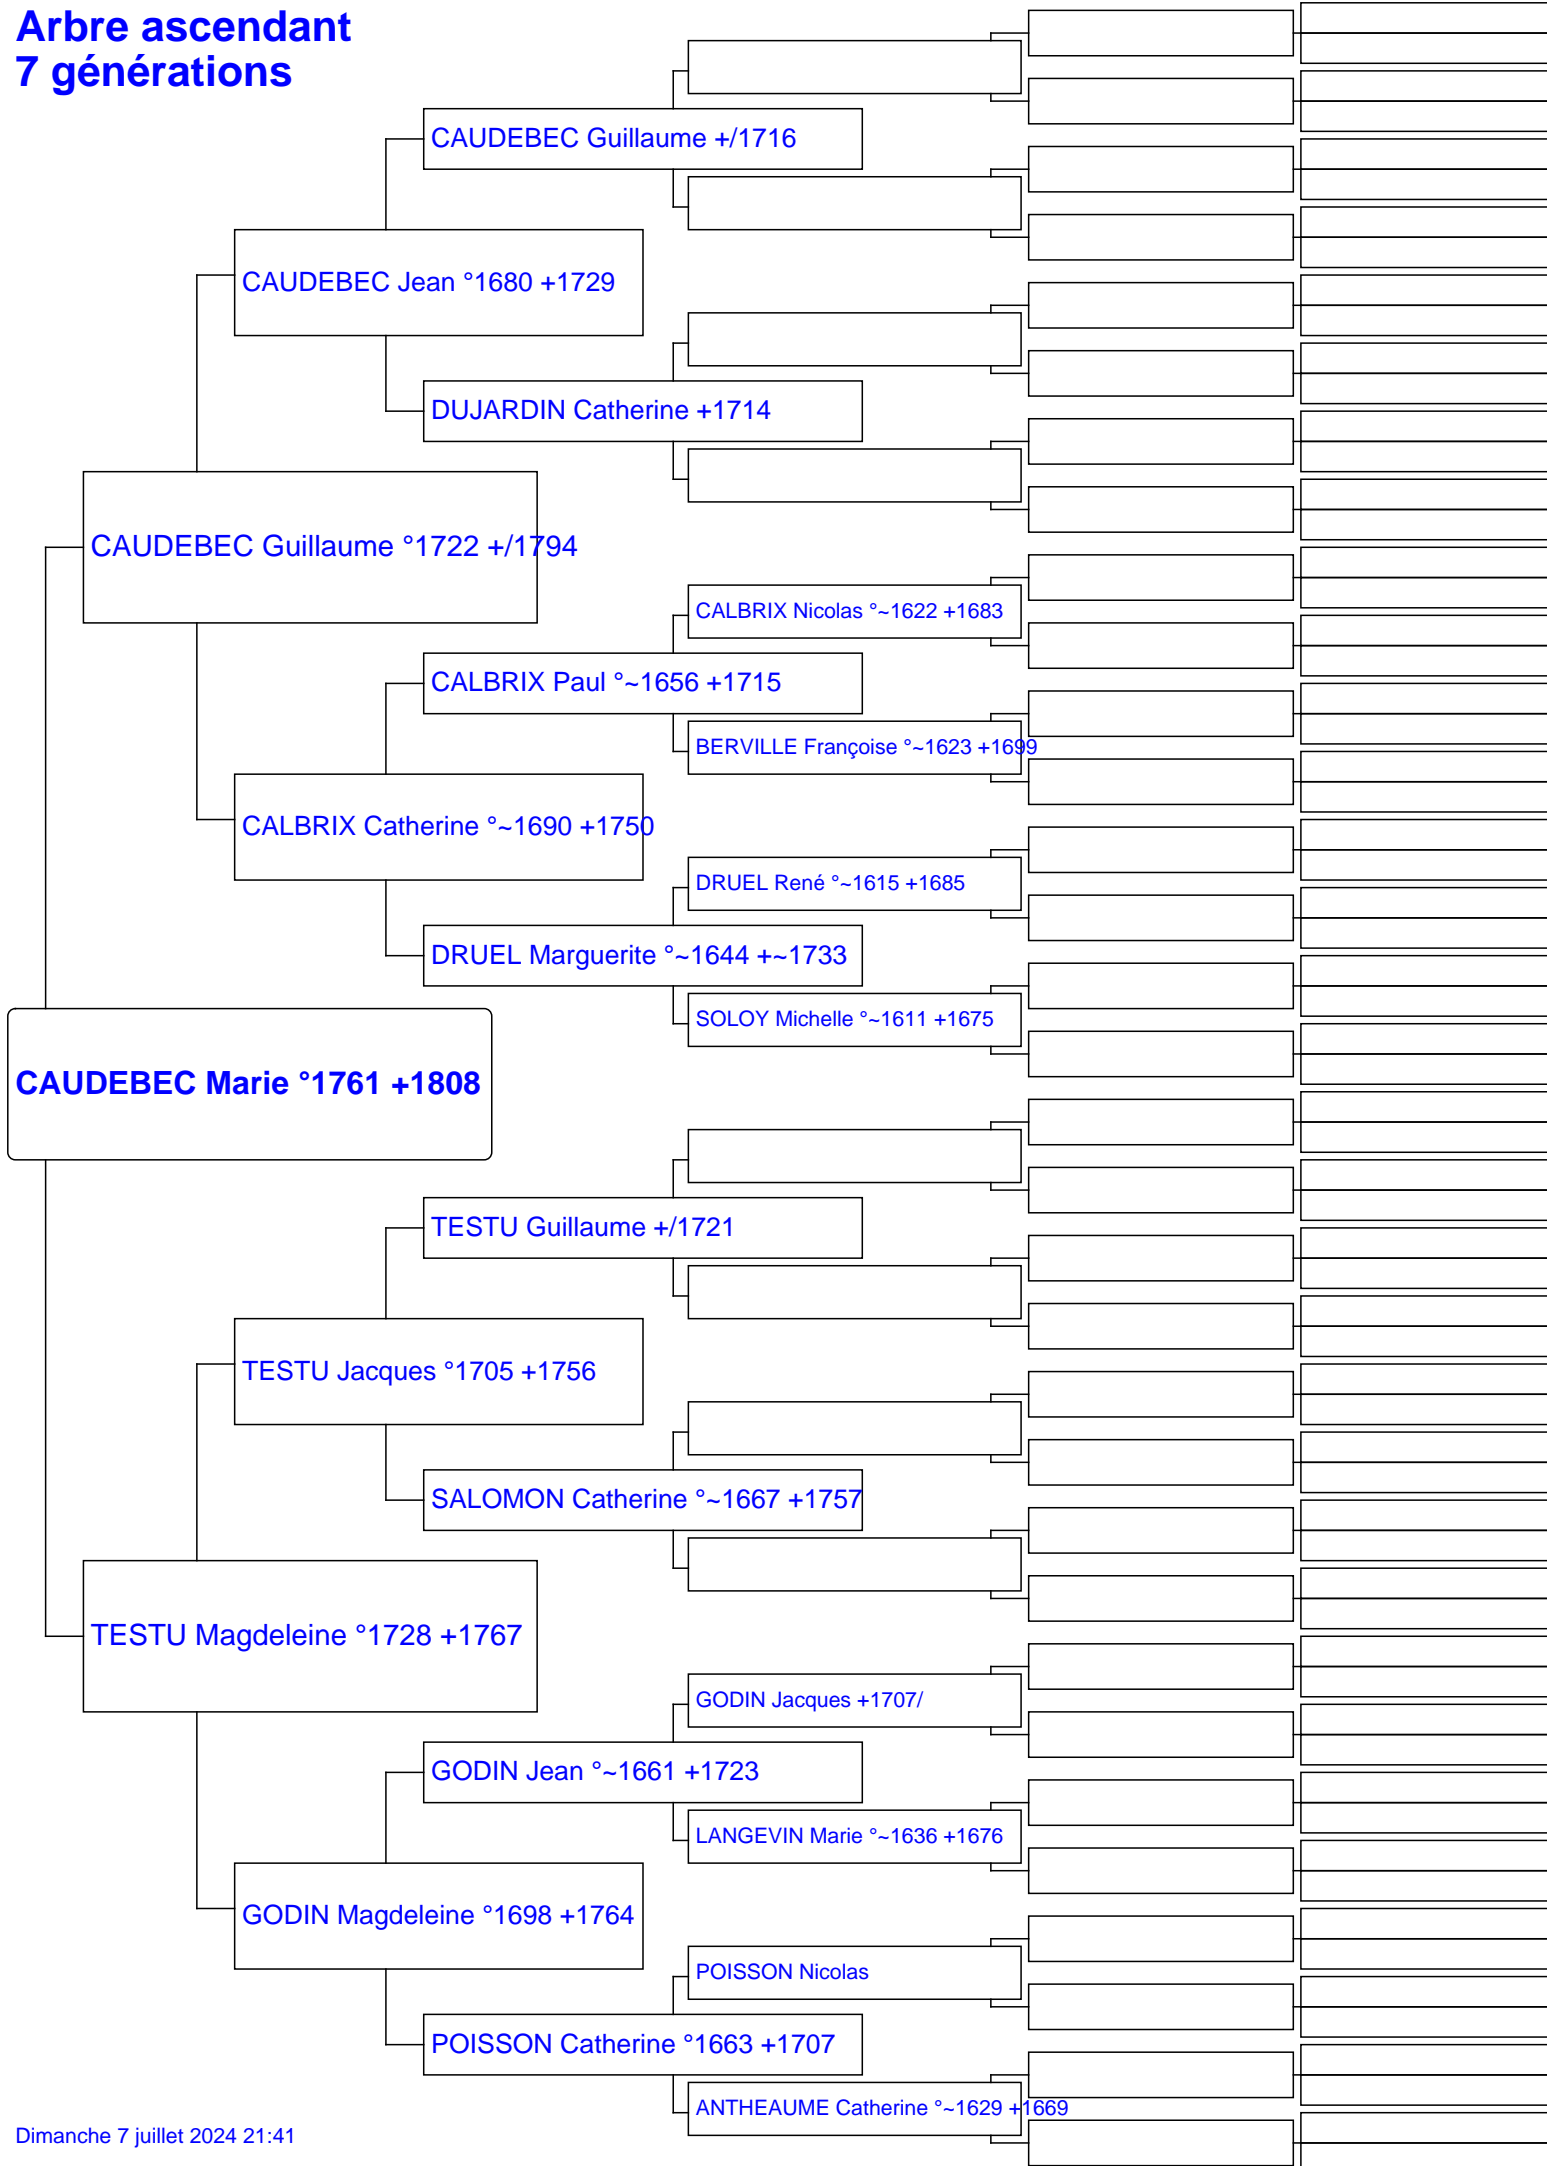 Arbre ascendant
7 générations
CAUDEBEC Guillaume +/1716
CAUDEBEC Jean °1680 +1729
DUJARDIN Catherine +1714
CAUDEBEC Guillaume °1722 +/1794
CALBRIX Nicolas °~1622 +1683
CALBRIX Paul °~1656 +1715
BERVILLE Françoise °~1623 +1699
CALBRIX Catherine °~1690 +1750
DRUEL René °~1615 +1685
DRUEL Marguerite °~1644 +~1733
SOLOY Michelle °~1611 +1675
CAUDEBEC Marie °1761 +1808
TESTU Guillaume +/1721
TESTU Jacques °1705 +1756
SALOMON Catherine °~1667 +1757
TESTU Magdeleine °1728 +1767
GODIN Jacques +1707/
GODIN Jean °~1661 +1723
LANGEVIN Marie °~1636 +1676
GODIN Magdeleine °1698 +1764
POISSON Nicolas
POISSON Catherine °1663 +1707
ANTHEAUME Catherine °~1629 +1669
Dimanche 7 juillet 2024 21:41